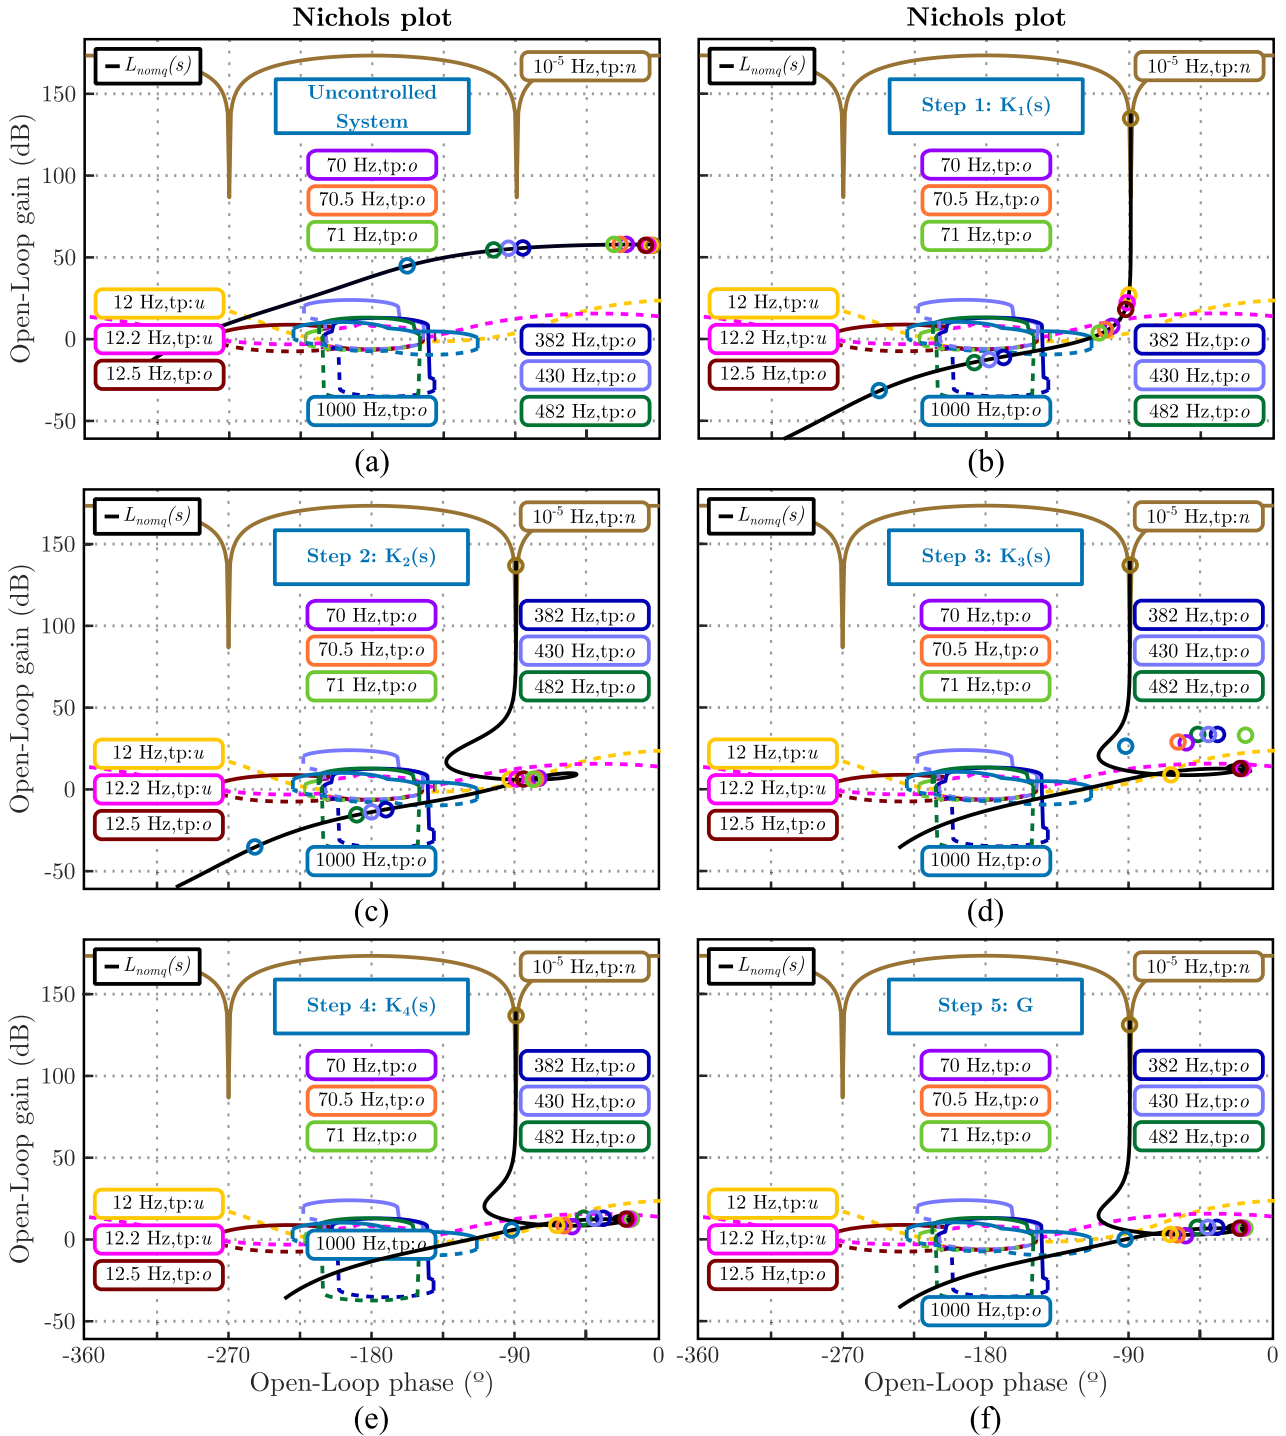 Nichols plot
Nichols plot
Open-Loop gain (dB)
150
100
50
0
-50
L_nomq(s)
Uncontrolled
System
10^-5 Hz,tp:n
70 Hz,tp:o
70.5 Hz,tp:o
71 Hz,tp:o
12 Hz,tp:u
12.2 Hz,tp:u
12.5 Hz,tp:o
382 Hz,tp:o
430 Hz,tp:o
482 Hz,tp:o
1000 Hz,tp:o
(a)
L_nomq(s)
Step 1: K_1(s)
10^-5 Hz,tp:n
70 Hz,tp:o
70.5 Hz,tp:o
71 Hz,tp:o
12 Hz,tp:u
12.2 Hz,tp:u
12.5 Hz,tp:o
382 Hz,tp:o
430 Hz,tp:o
482 Hz,tp:o
1000 Hz,tp:o
(b)
Open-Loop gain (dB)
150
100
50
0
-50
L_nomq(s)
Step 2: K_2(s)
10^-5 Hz,tp:n
70 Hz,tp:o
70.5 Hz,tp:o
71 Hz,tp:o
382 Hz,tp:o
430 Hz,tp:o
482 Hz,tp:o
12 Hz,tp:u
12.2 Hz,tp:u
12.5 Hz,tp:o
1000 Hz,tp:o
(c)
L_nomq(s)
Step 3: K_3(s)
10^-5 Hz,tp:n
70 Hz,tp:o
70.5 Hz,tp:o
71 Hz,tp:o
382 Hz,tp:o
430 Hz,tp:o
482 Hz,tp:o
12 Hz,tp:u
12.2 Hz,tp:u
12.5 Hz,tp:o
1000 Hz,tp:o
(d)
Open-Loop gain (dB)
150
100
50
0
-50
L_nomq(s)
Step 4: K_4(s)
10^-5 Hz,tp:n
70 Hz,tp:o
70.5 Hz,tp:o
71 Hz,tp:o
382 Hz,tp:o
430 Hz,tp:o
482 Hz,tp:o
12 Hz,tp:u
12.2 Hz,tp:u
12.5 Hz,tp:o
1000 Hz,tp:o
-360 -270 -180 -90 0
Open-Loop phase (º)
(e)
L_nomq(s)
Step 5: G
10^-5 Hz,tp:n
70 Hz,tp:o
70.5 Hz,tp:o
71 Hz,tp:o
382 Hz,tp:o
430 Hz,tp:o
482 Hz,tp:o
12 Hz,tp:u
12.2 Hz,tp:u
12.5 Hz,tp:o
1000 Hz,tp:o
-360 -270 -180 -90 0
Open-Loop phase (º)
(f)